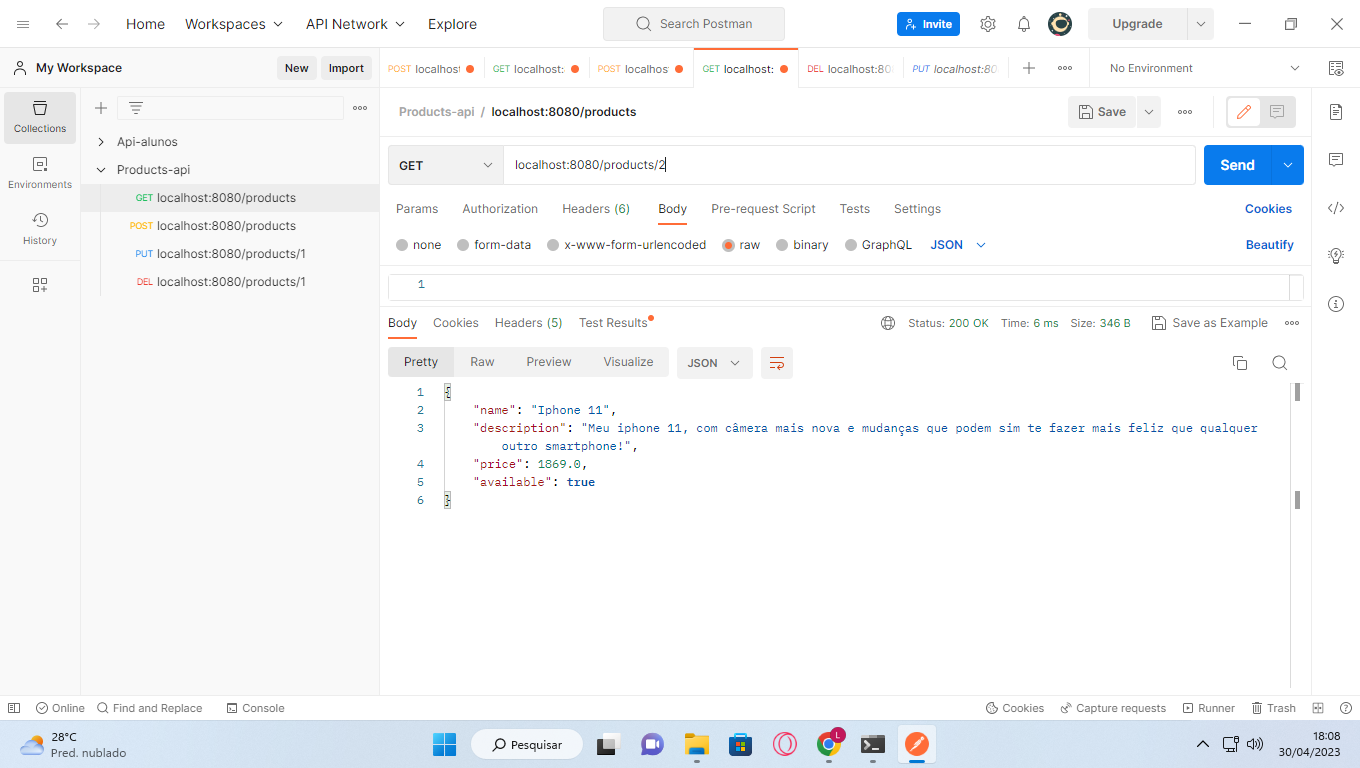 Home Workspaces API Network Explore Search Postman Invite Upgrade
My Workspace New Import
POST localhost GET localhost: POST localhost GET localhost: DEL localhost:80 PUT localhost:80 No Environment
Collections
Environments
History
Api-alunos
Products-api
GET localhost:8080/products
POST localhost:8080/products
PUT localhost:8080/products/1
DEL localhost:8080/products/1
Products-api / localhost:8080/products Save
GET localhost:8080/products/2 Send
Params Authorization Headers (6) Body Pre-request Script Tests Settings Cookies
none form-data x-www-form-urlencoded raw binary GraphQL JSON Beautify
1
Body Cookies Headers (5) Test Results Status: 200 OK Time: 6 ms Size: 346 B Save as Example
Pretty Raw Preview Visualize JSON
1 {
2 "name": "Iphone 11",
3 "description": "Meu iphone 11, com câmera mais nova e mudanças que podem sim te fazer mais feliz que qualquer
outro smartphone!",
4 "price": 1869.0,
5 "available": true
6 }
Online Find and Replace Console Cookies Capture requests Runner Trash
28°C
Pred. nublado
Pesquisar
L
18:08
30/04/2023